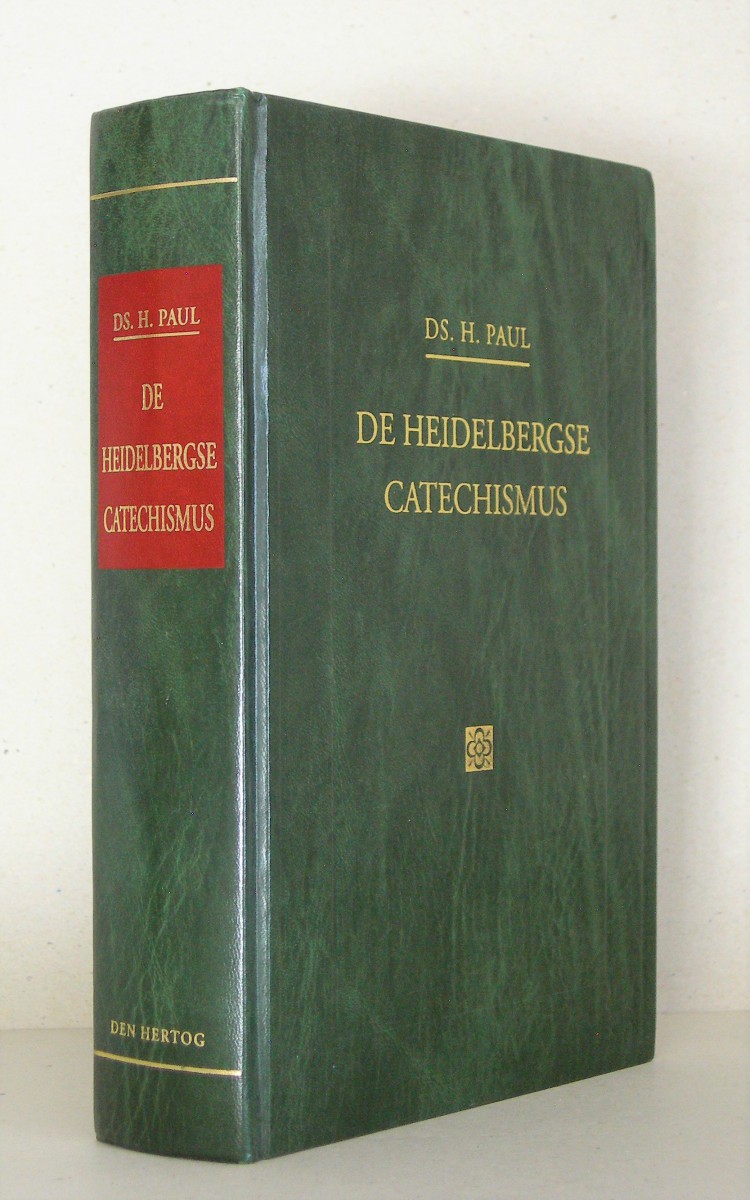 DS. H. PAUL
DE
HEIDELBERGSE
CATECHISMUS
DEN HERTOG
DS. H. PAUL
DE HEIDELBERGSE
CATECHISMUS